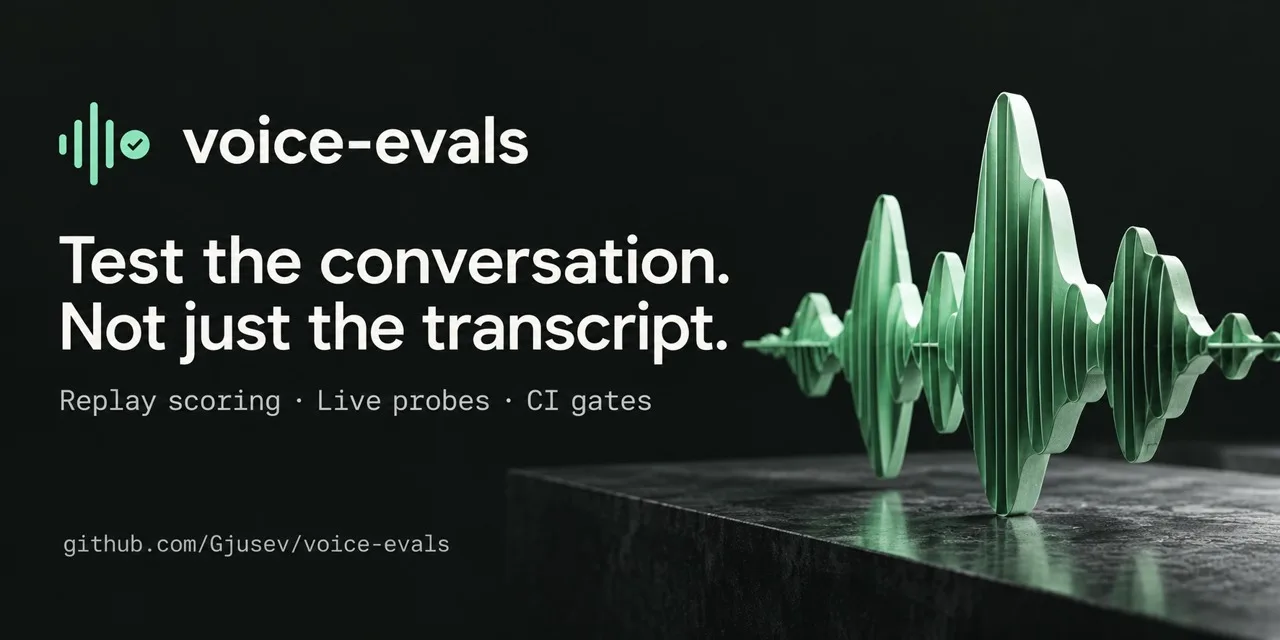 voice-evals
Test the conversation.
Not just the transcript.
Replay scoring · Live probes · CI gates
github.com/Gjusev/voice-evals